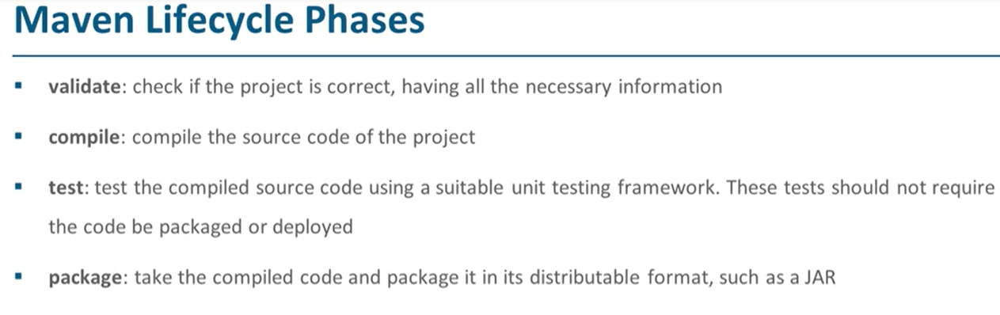 Maven Lifecycle Phases
▪ validate: check if the project is correct, having all the necessary information
▪ compile: compile the source code of the project
▪ test: test the compiled source code using a suitable unit testing framework. These tests should not require
the code be packaged or deployed
▪ package: take the compiled code and package it in its distributable format, such as a JAR